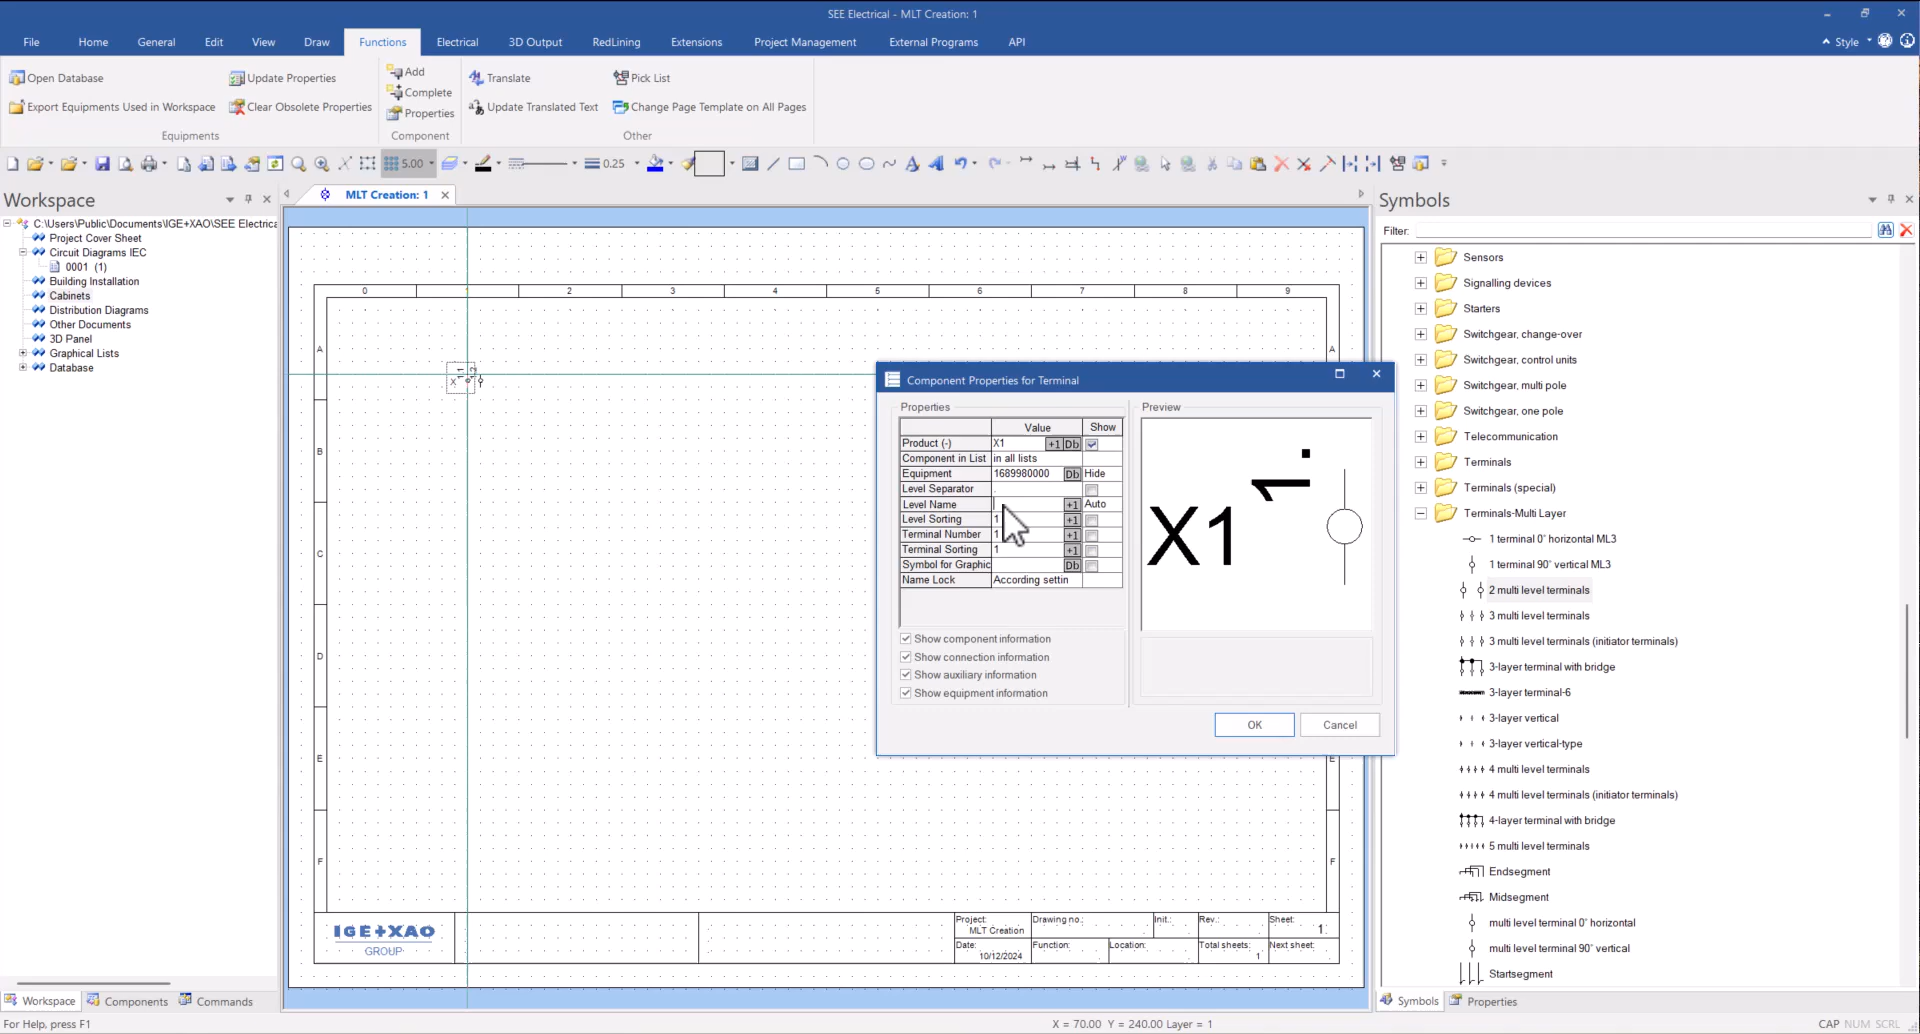 SEE Electrical - MLT Creation: 1
File Home General Edit View Draw Functions Electrical 3D Output RedLining Extensions Project Management External Programs API Style
Open Database Update Properties Add Translate Pick List
Complete
Export Equipments Used in Workspace Clear Obsolete Properties Properties Update Translated Text Change Page Template on All Pages
Equipments Component Other
5.00 0.25
Workspace
C:\Users\Public\Documents\IGE+XAO\SEE Electrica
Project Cover Sheet
Circuit Diagrams IEC
0001 (1)
Building Installation
Cabinets
Distribution Diagrams
Other Documents
3D Panel
Graphical Lists
Database
Workspace Components Commands
MLT Creation: 1
0 2 3 4 5 6 7 8 9
A A
B
C
D
E E
F F
IGE+XAO
GROUP
Project: Drawing no.: Init.: Rev.: Sheet:
MLT Creation 1
Date: Function: Location: Total sheets: Next sheet:
10/12/2024 1
Component Properties for Terminal
Properties
Value Show
Product (-) X1 +1 Db
Component in List in all lists
Equipment 1689980000 Db Hide
Level Separator .
Level Name +1 Auto
Level Sorting 1 +1
Terminal Number 1 +1
Terminal Sorting 1 +1
Symbol for Graphic Db
Name Lock According settin
Show component information
Show connection information
Show auxiliary information
Show equipment information
Preview
X1 1.
OK Cancel
Symbols
Filter:
Sensors
Signalling devices
Starters
Switchgear, change-over
Switchgear, control units
Switchgear, multi pole
Switchgear, one pole
Telecommunication
Terminals
Terminals (special)
Terminals-Multi Layer
1 terminal 0° horizontal ML3
1 terminal 90° vertical ML3
2 multi level terminals
3 multi level terminals
3 multi level terminals (initiator terminals)
3-layer terminal with bridge
3-layer terminal-6
3-layer vertical
3-layer vertical-type
4 multi level terminals
4 multi level terminals (initiator terminals)
4-layer terminal with bridge
5 multi level terminals
Endsegment
Midsegment
multi level terminal 0° horizontal
multi level terminal 90° vertical
Startsegment
Symbols Properties
For Help, press F1 X = 70.00 Y = 240.00 Layer = 1 CAP NUM SCRL